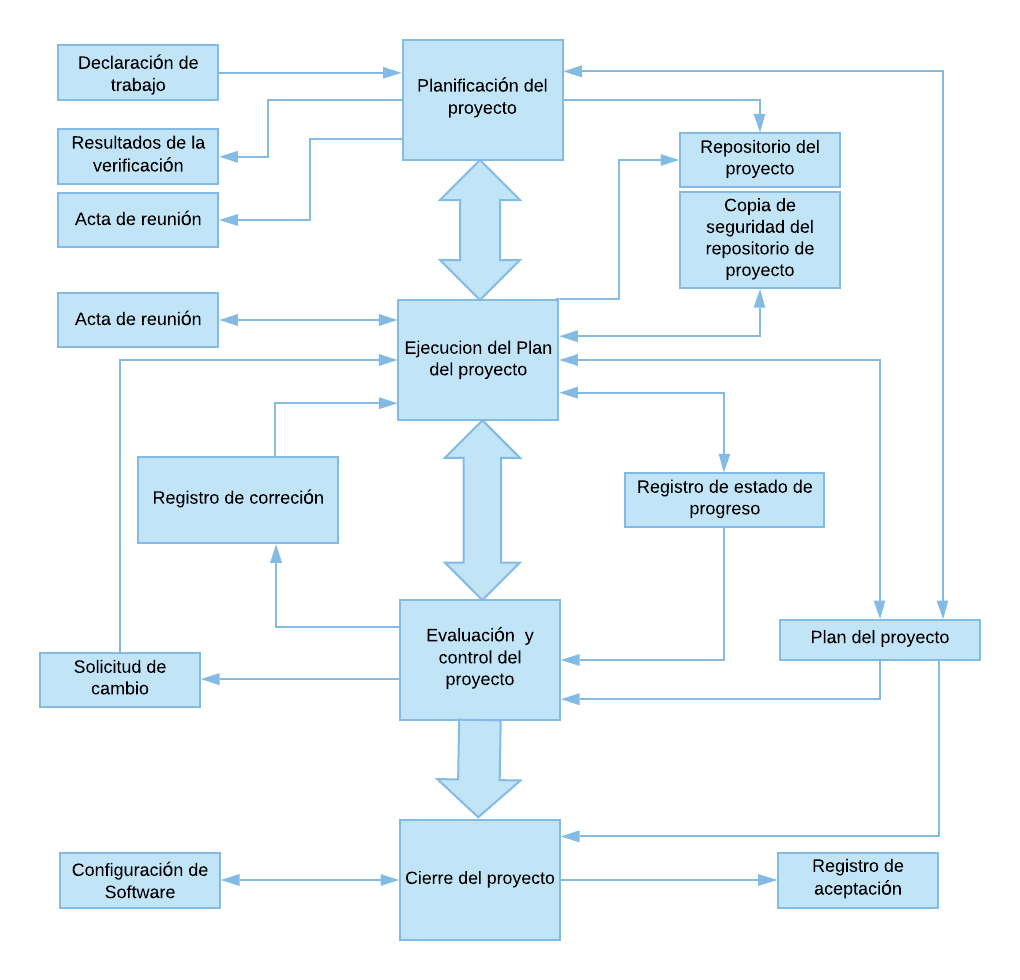 Declaración de
trabajo
Planificación del
proyecto
Resultados de la
verificación
Repositorio del
proyecto
Acta de reunión
Copia de
seguridad del
repositorio de
proyecto
Acta de reunión
Ejecucion del Plan
del proyecto
Registro de correción
Registro de estado de
progreso
Evaluación  y
control del
proyecto
Plan del proyecto
Solicitud de
cambio
Configuración de
Software
Cierre del proyecto
Registro de
aceptación